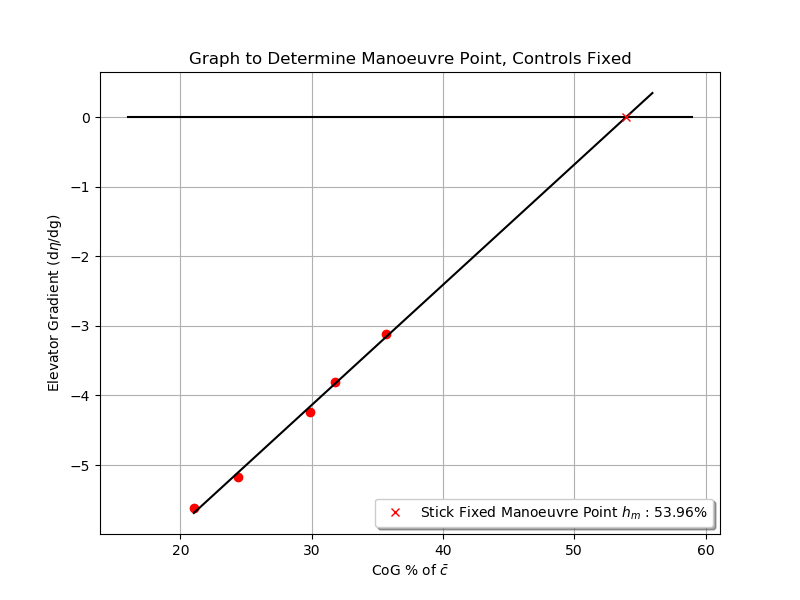 Graph to Determine Manoeuvre Point, Controls Fixed
Elevator Gradient (dη/dg)
0
−1
−2
−3
−4
−5
20
30
40
50
60
CoG % of c̄
Stick Fixed Manoeuvre Point hₘ : 53.96%